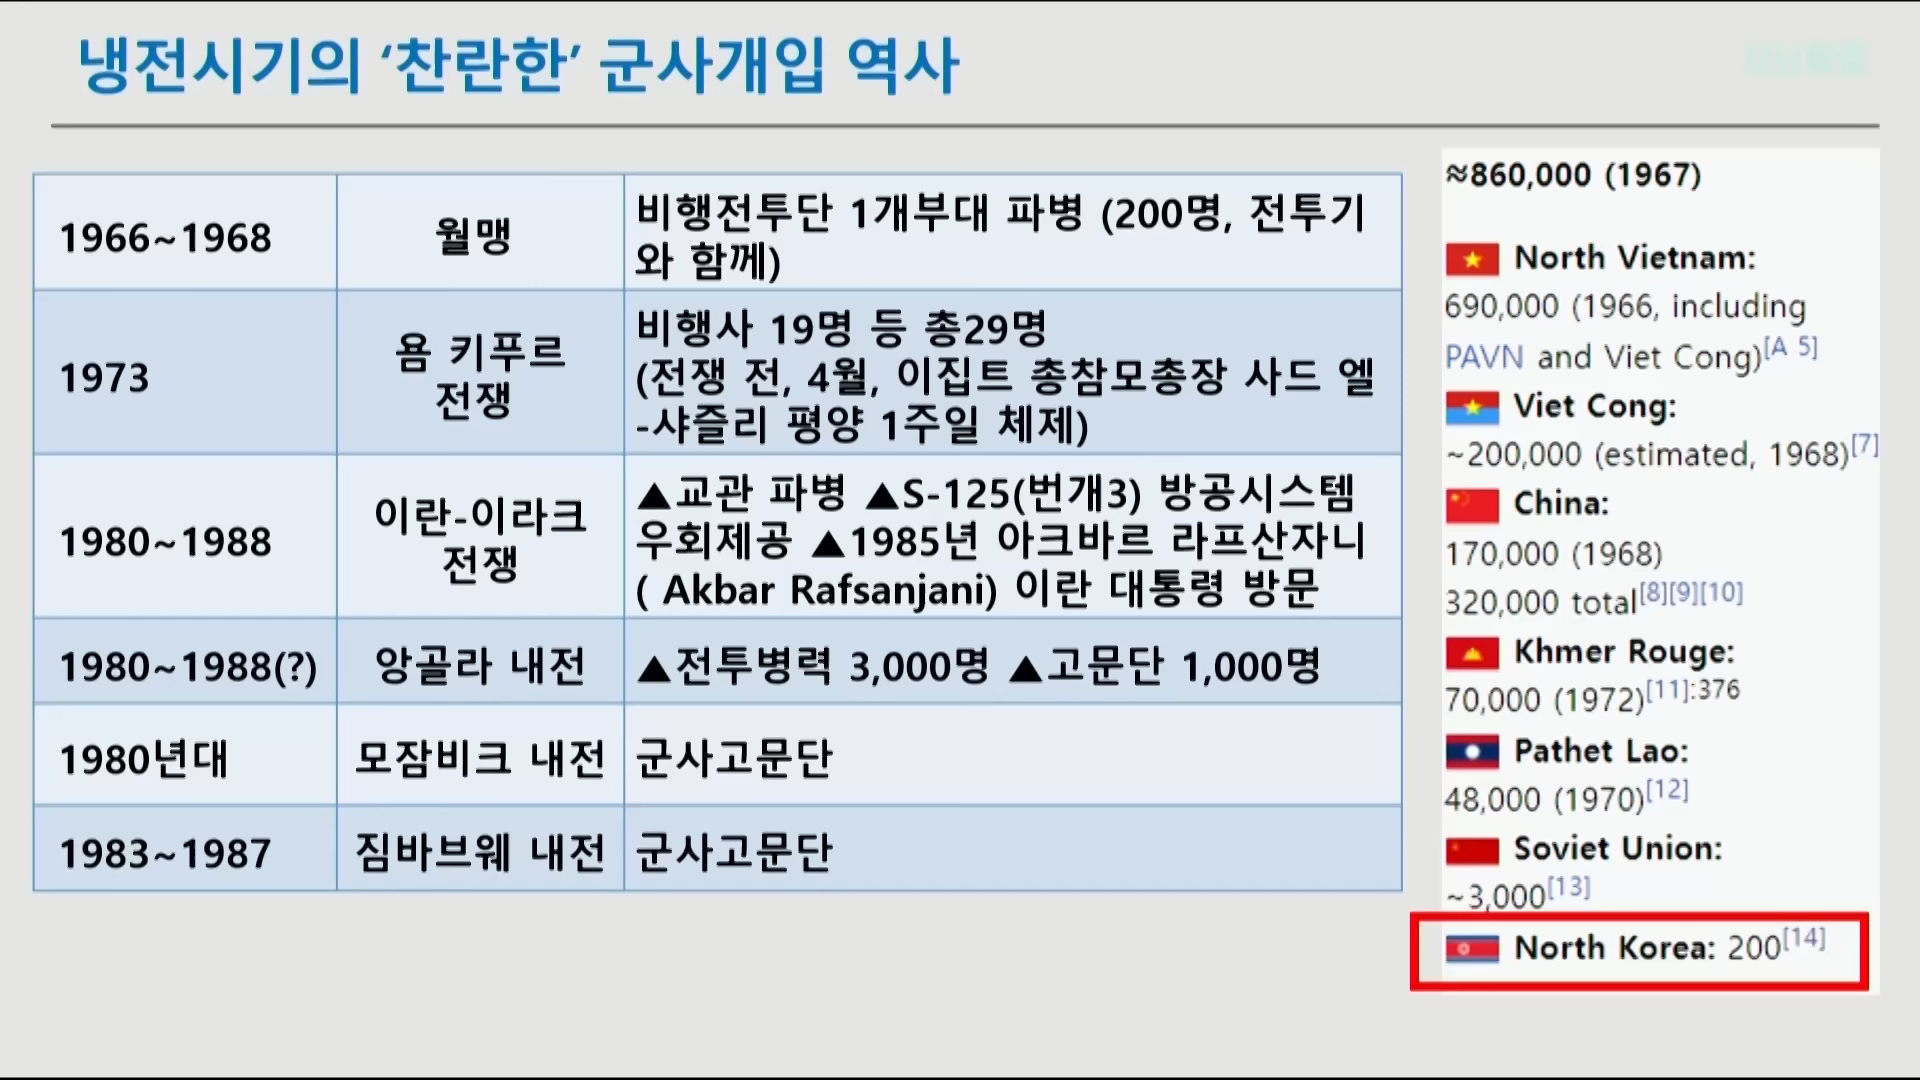 냉전시기의 ‘찬란한’ 군사개입 역사
1966~1968
월맹
비행전투단 1개부대 파병 (200명, 전투기
와 함께)
1973
욤 키푸르
전쟁
비행사 19명 등 총29명
(전쟁 전, 4월, 이집트 총참모총장 사드 엘
-샤즐리 평양 1주일 체제)
1980~1988
이란-이라크
전쟁
▲교관 파병 ▲S-125(번개3) 방공시스템
우회제공 ▲1985년 아크바르 라프산자니
( Akbar Rafsanjani) 이란 대통령 방문
1980~1988(?)
앙골라 내전
▲전투병력 3,000명 ▲고문단 1,000명
1980년대
모잠비크 내전
군사고문단
1983~1987
짐바브웨 내전
군사고문단
≈860,000 (1967)
North Vietnam:
690,000 (1966, including
PAVN and Viet Cong)[A 5]
Viet Cong:
~200,000 (estimated, 1968)[7]
China:
170,000 (1968)
320,000 total[8][9][10]
Khmer Rouge:
70,000 (1972)[11]:376
Pathet Lao:
48,000 (1970)[12]
Soviet Union:
~3,000[13]
North Korea: 200[14]